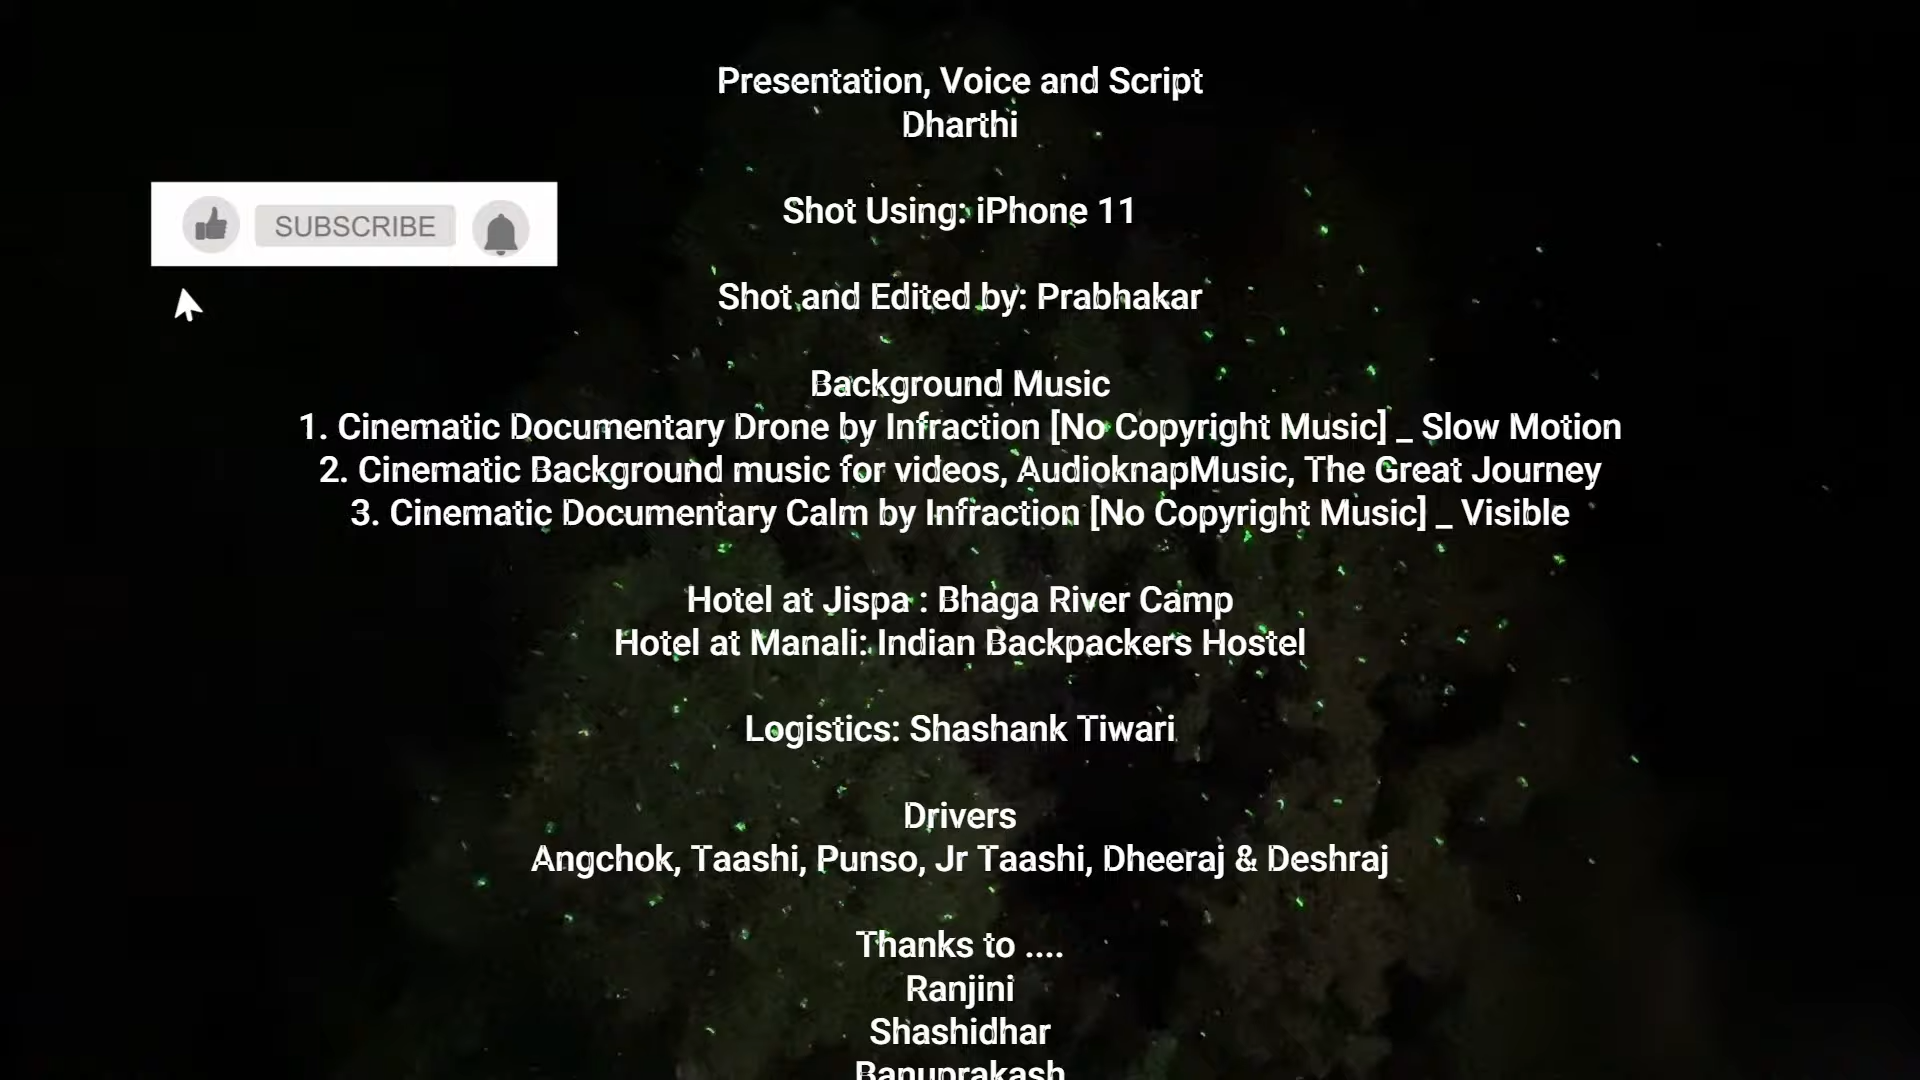 Presentation, Voice and Script
Dharthi
SUBSCRIBE
Shot Using: iPhone 11
Shot and Edited by: Prabhakar
Background Music
1. Cinematic Documentary Drone by Infraction [No Copyright Music] _ Slow Motion
2. Cinematic Background music for videos, AudioknapMusic, The Great Journey
3. Cinematic Documentary Calm by Infraction [No Copyright Music] _ Visible
Hotel at Jispa : Bhaga River Camp
Hotel at Manali: Indian Backpackers Hostel
Logistics: Shashank Tiwari
Drivers
Angchok, Taashi, Punso, Jr Taashi, Dheeraj & Deshraj
Thanks to ....
Ranjini
Shashidhar
Banuprakash